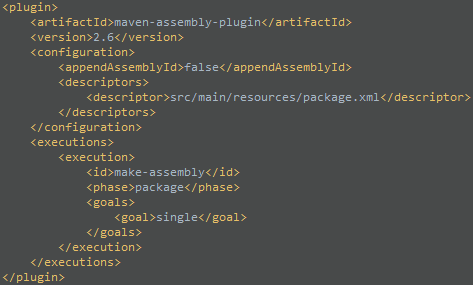 <plugin>
    <artifactId>maven-assembly-plugin</artifactId>
    <version>2.6</version>
    <configuration>
        <appendAssemblyId>false</appendAssemblyId>
        <descriptors>
            <descriptor>src/main/resources/package.xml</descriptor>
        </descriptors>
    </configuration>
    <executions>
        <execution>
            <id>make-assembly</id>
            <phase>package</phase>
            <goals>
                <goal>single</goal>
            </goals>
        </execution>
    </executions>
</plugin>